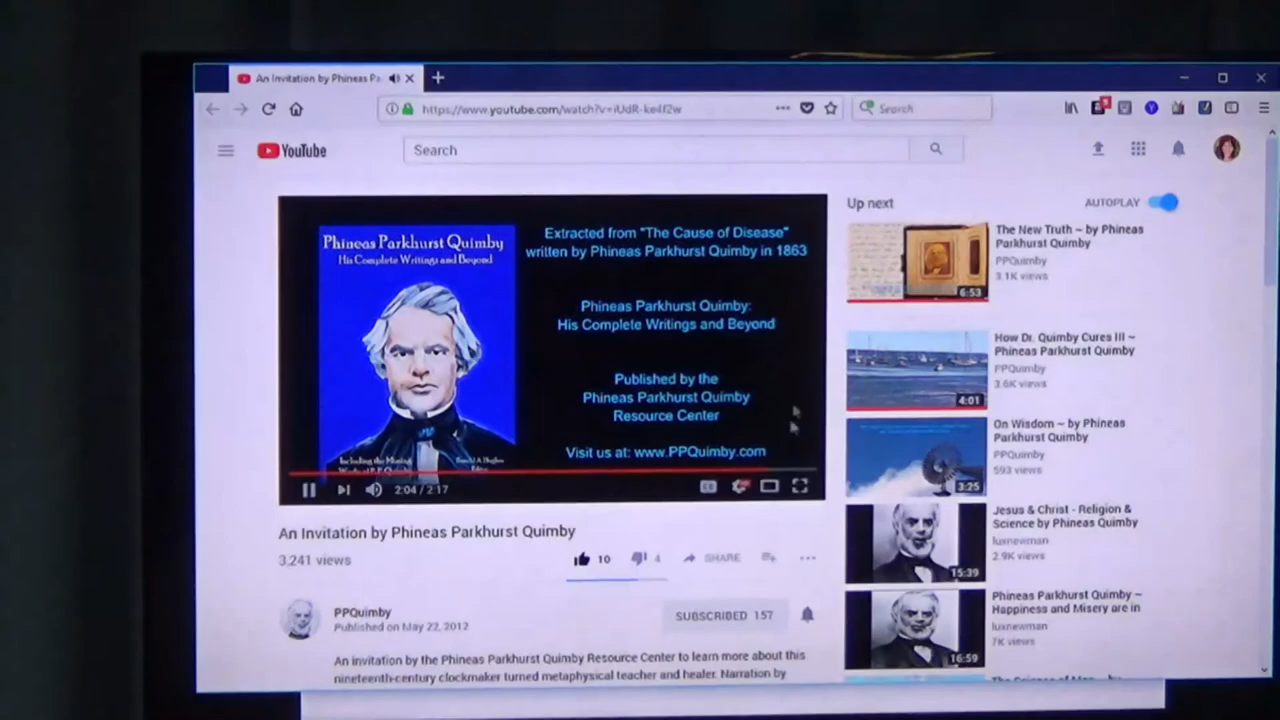 An Invitation by Phineas Pa
https://www.youtube.com/watch?v=iUdR-ke4f2w
Search
YouTube
Search
Phineas Parkhurst Quimby
His Complete Writings and Beyond
Including the Missing
Extracted from "The Cause of Disease"
written by Phineas Parkhurst Quimby in 1863
Phineas Parkhurst Quimby:
His Complete Writings and Beyond
Published by the
Phineas Parkhurst Quimby
Resource Center
Visit us at: www.PPQuimby.com
2:04 / 2:17
An Invitation by Phineas Parkhurst Quimby
3,241 views
10
4
SHARE
PPQuimby
Published on May 22, 2012
SUBSCRIBED 157
An invitation by the Phineas Parkhurst Quimby Resource Center to learn more about this
nineteenth-century clockmaker turned metaphysical teacher and healer. Narration by
Up next
AUTOPLAY
The New Truth ~ by Phineas
Parkhurst Quimby
PPQuimby
3.1K views
6:53
How Dr. Quimby Cures III ~
Phineas Parkhurst Quimby
PPQuimby
3.6K views
4:01
On Wisdom ~ by Phineas
Parkhurst Quimby
PPQuimby
593 views
3:25
Jesus & Christ - Religion &
Science by Phineas Quimby
luxnewman
2.9K views
15:39
Phineas Parkhurst Quimby ~
Happiness and Misery are in
luxnewman
7K views
16:59